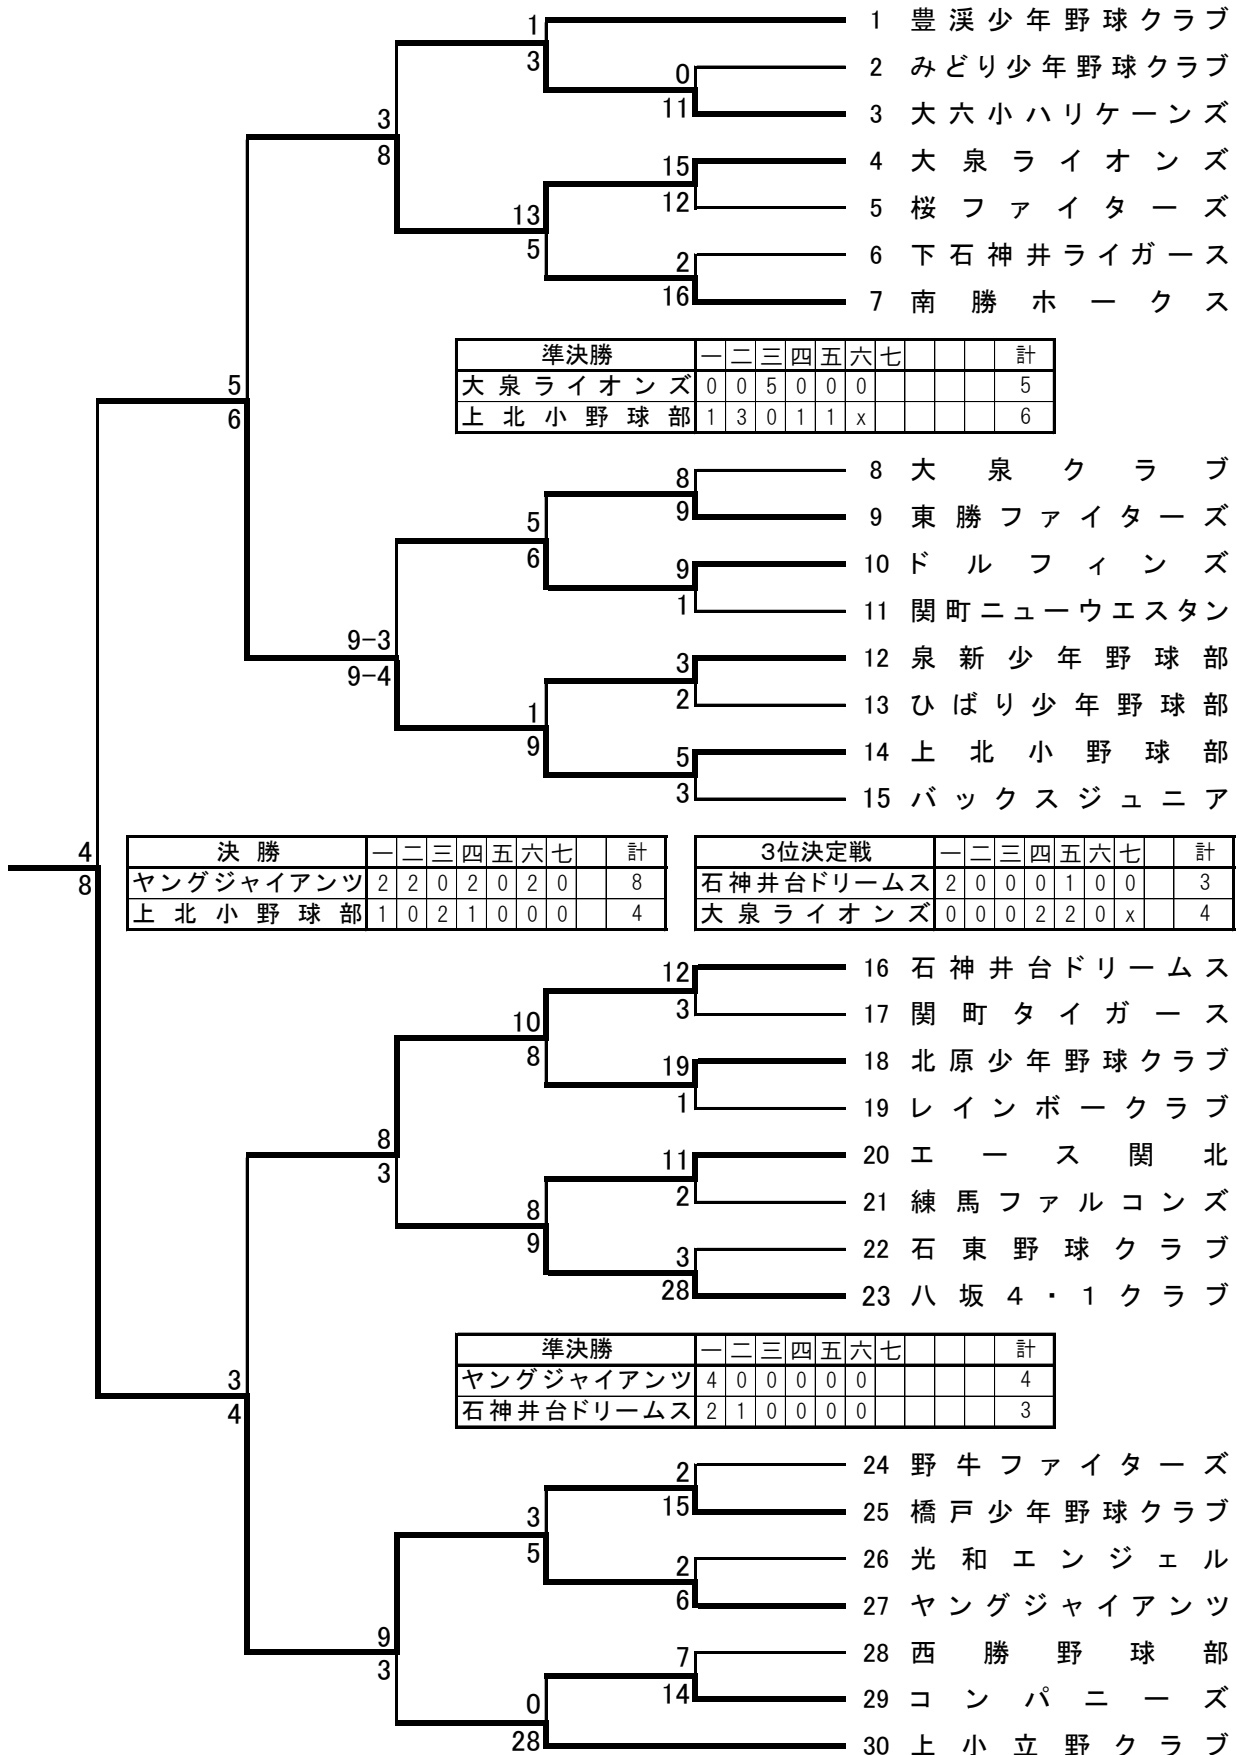 1
1 豊渓少年野球クラブ
3
0
2 みどり少年野球クラブ
11
3 大六小ハリケーンズ
3
8
15
4 大泉ライオンズ
12
5 桜ファイターズ
13
5
2
6 下石神井ライガース
16
7 南勝ホークス
準決勝 一 二 三 四 五 六 七 計
大泉ライオンズ 0 0 5 0 0 0 5
上北小野球部 1 3 0 1 1 x 6
5
6
8
8 大泉クラブ
9
9 東勝ファイターズ
5
6
9
10 ドルフィンズ
1
11 関町ニューウエスタン
9-3
9-4
3
12 泉新少年野球部
2
13 ひばり少年野球部
1
9
5
14 上北小野球部
3
15 バックスジュニア
4
8
決勝 一 二 三 四 五 六 七 計
ヤングジャイアンツ 2 2 0 2 0 2 0 8
上北小野球部 1 0 2 1 0 0 0 4
3位決定戦 一 二 三 四 五 六 七 計
石神井台ドリームス 2 0 0 0 1 0 0 3
大泉ライオンズ 0 0 0 2 2 0 x 4
12
16 石神井台ドリームス
3
17 関町タイガース
10
8
19
18 北原少年野球クラブ
1
19 レインボークラブ
8
3
11
20 エース関北
2
21 練馬ファルコンズ
8
9
3
22 石東野球クラブ
28
23 八坂4・1クラブ
準決勝 一 二 三 四 五 六 七 計
ヤングジャイアンツ 4 0 0 0 0 0 4
石神井台ドリームス 2 1 0 0 0 0 3
3
4
2
24 野牛ファイターズ
15
25 橋戸少年野球クラブ
3
5
2
26 光和エンジェル
6
27 ヤングジャイアンツ
9
3
7
28 西勝野球部
14
29 コンパニーズ
0
28
30 上小立野クラブ